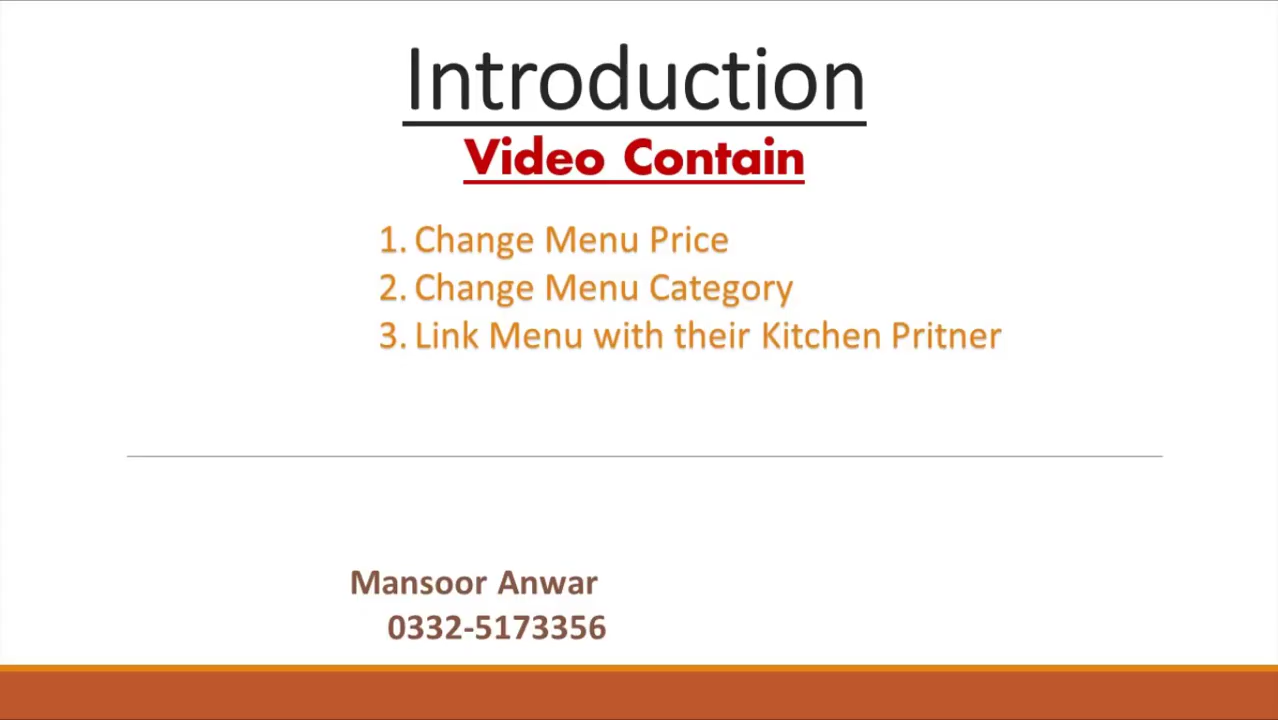 Introduction
Video Contain
1. Change Menu Price
2. Change Menu Category
3. Link Menu with their Kitchen Pritner
Mansoor Anwar
0332-5173356